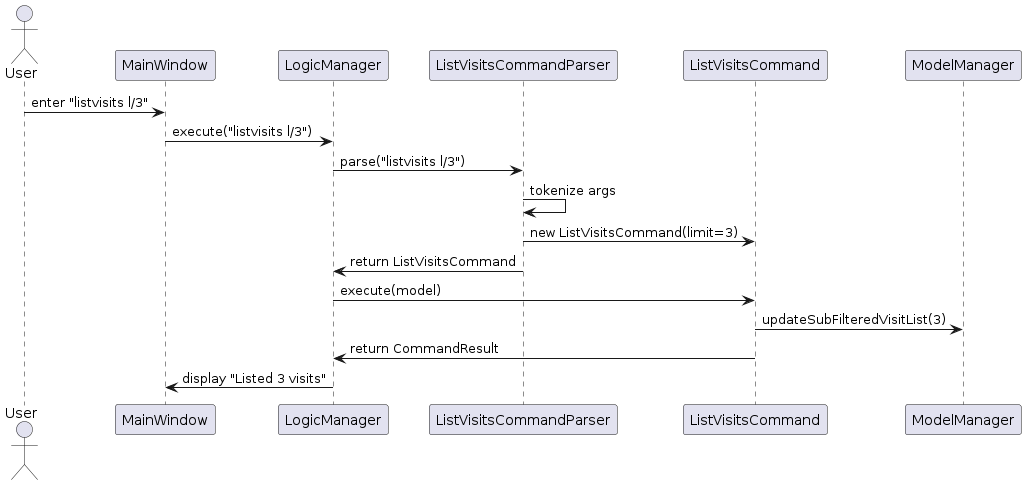 User
MainWindow
LogicManager
ListVisitsCommandParser
ListVisitsCommand
ModelManager
enter "listvisits l/3"
execute("listvisits l/3")
parse("listvisits l/3")
tokenize args
new ListVisitsCommand(limit=3)
return ListVisitsCommand
execute(model)
updateSubFilteredVisitList(3)
return CommandResult
display "Listed 3 visits"
User
MainWindow
LogicManager
ListVisitsCommandParser
ListVisitsCommand
ModelManager